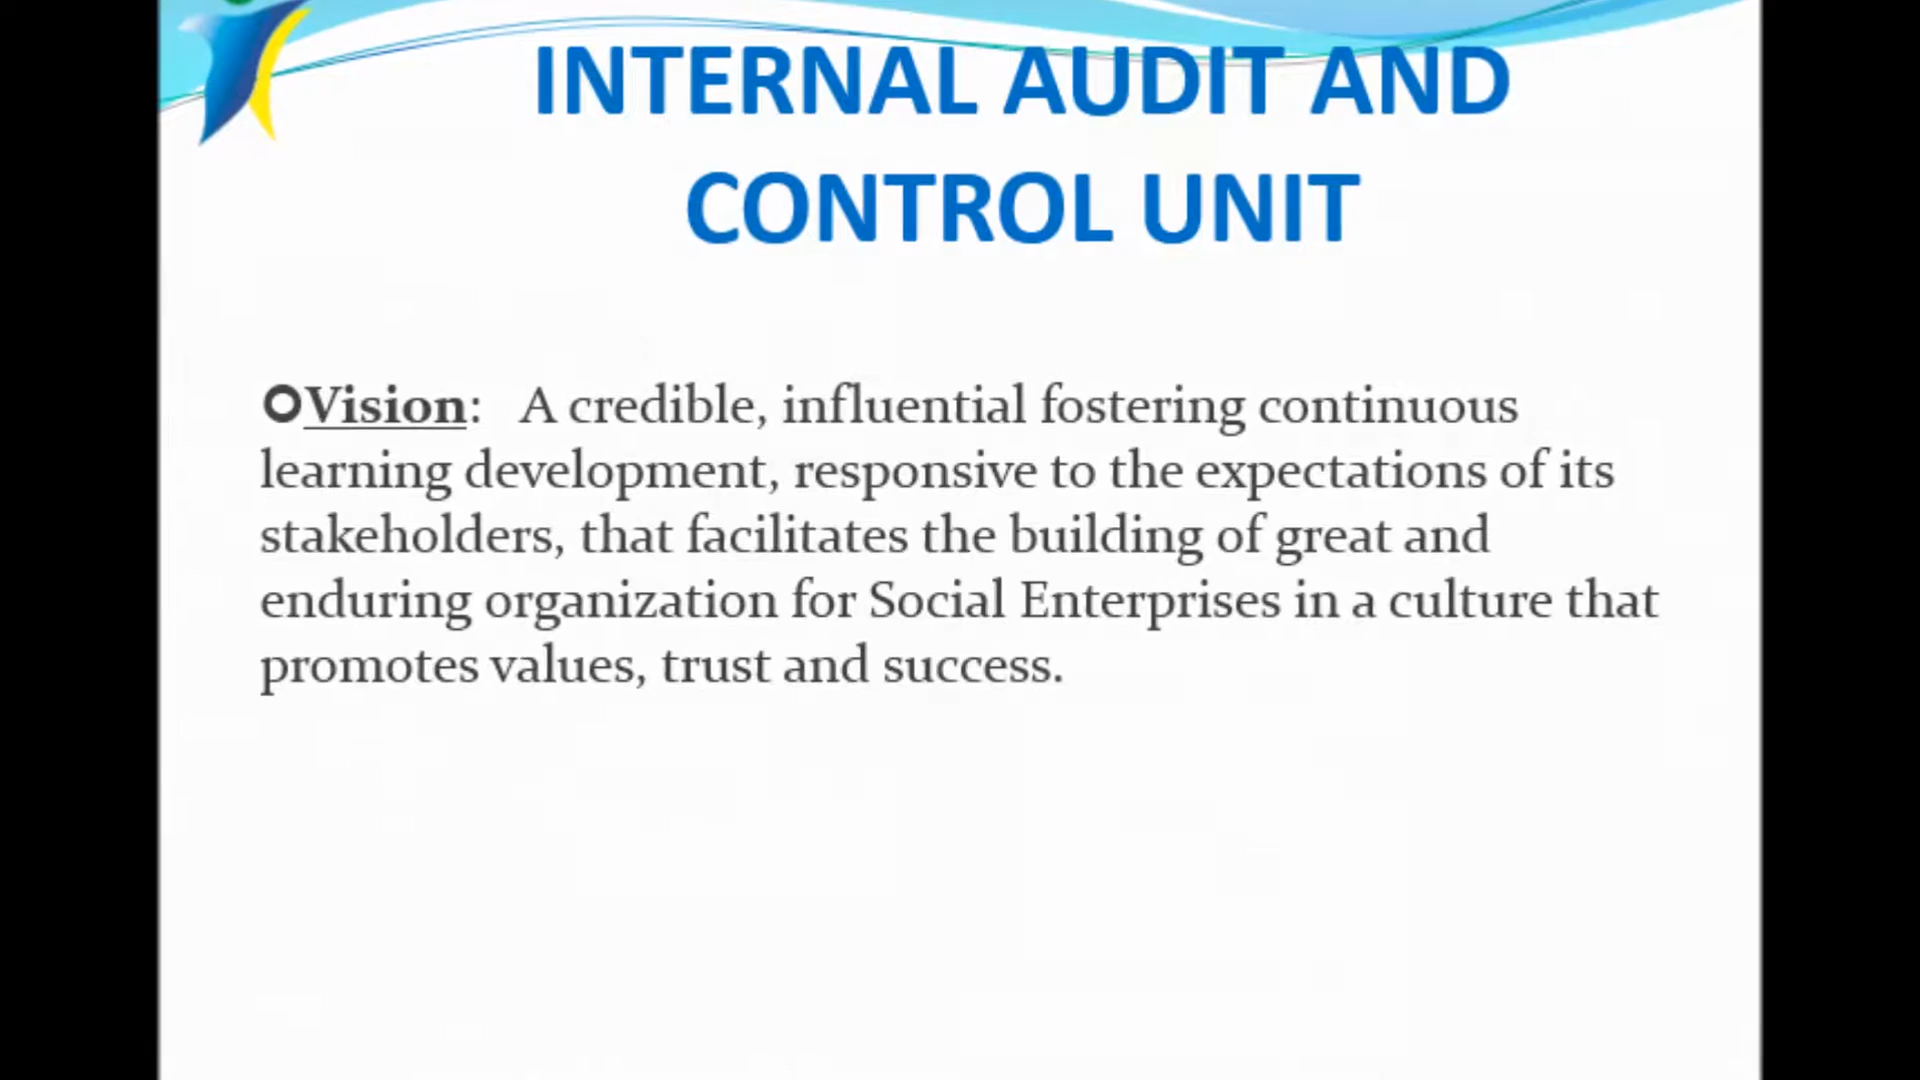 INTERNAL AUDIT AND
CONTROL UNIT
Vision: A credible, influential fostering continuous
learning development, responsive to the expectations of its
stakeholders, that facilitates the building of great and
enduring organization for Social Enterprises in a culture that
promotes values, trust and success.